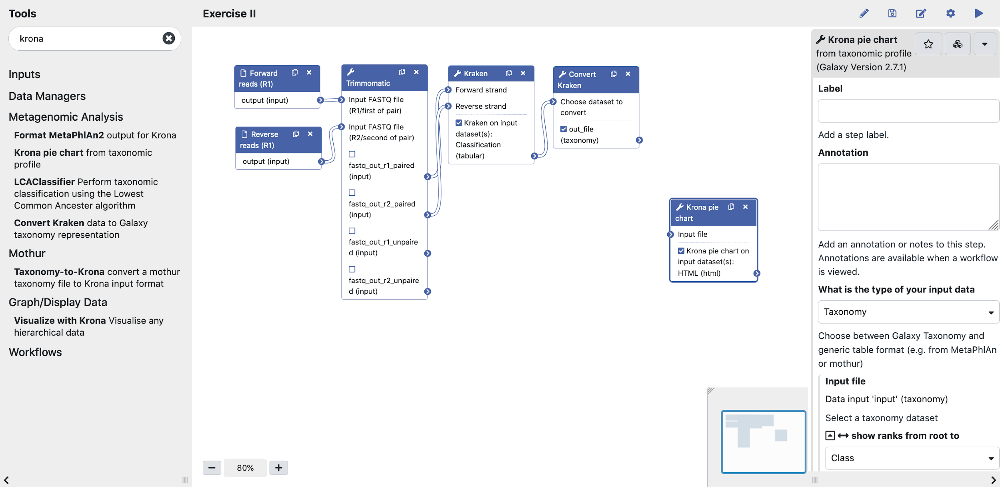 Tools
krona
Inputs
Data Managers
Metagenomic Analysis
Format MetaPhlAn2 output for Krona
Krona pie chart from taxonomic
profile
LCAClassifier Perform taxonomic
classification using the Lowest
Common Ancester algorithm
Convert Kraken data to Galaxy
taxonomy representation
Mothur
Taxonomy-to-Krona convert a mothur
taxonomy file to Krona input format
Graph/Display Data
Visualize with Krona Visualise any
hierarchical data
Workflows
Exercise II
Forward
reads (R1)
output (input)
Reverse
reads (R1)
output (input)
Trimmomatic
Input FASTQ file
(R1/first of pair)
Input FASTQ file
(R2/second of pair)
fastq_out_r1_paired
(input)
fastq_out_r2_paired
(input)
fastq_out_r1_unpaire
d (input)
fastq_out_r2_unpaire
d (input)
Kraken
Forward strand
Reverse strand
Kraken on input
dataset(s):
Classification
(tabular)
Convert
Kraken
Choose dataset to
convert
out_file
(taxonomy)
Krona pie
chart
Input file
Krona pie chart on
input dataset(s):
HTML (html)
80%
Krona pie chart
from taxonomic profile
(Galaxy Version 2.7.1)
Label
Add a step label.
Annotation
Add an annotation or notes to this step.
Annotations are available when a workflow
is viewed.
What is the type of your input data
Taxonomy
Choose between Galaxy Taxonomy and
generic table format (e.g. from MetaPhlAn
or mothur)
Input file
Data input 'input' (taxonomy)
Select a taxonomy dataset
show ranks from root to
Class